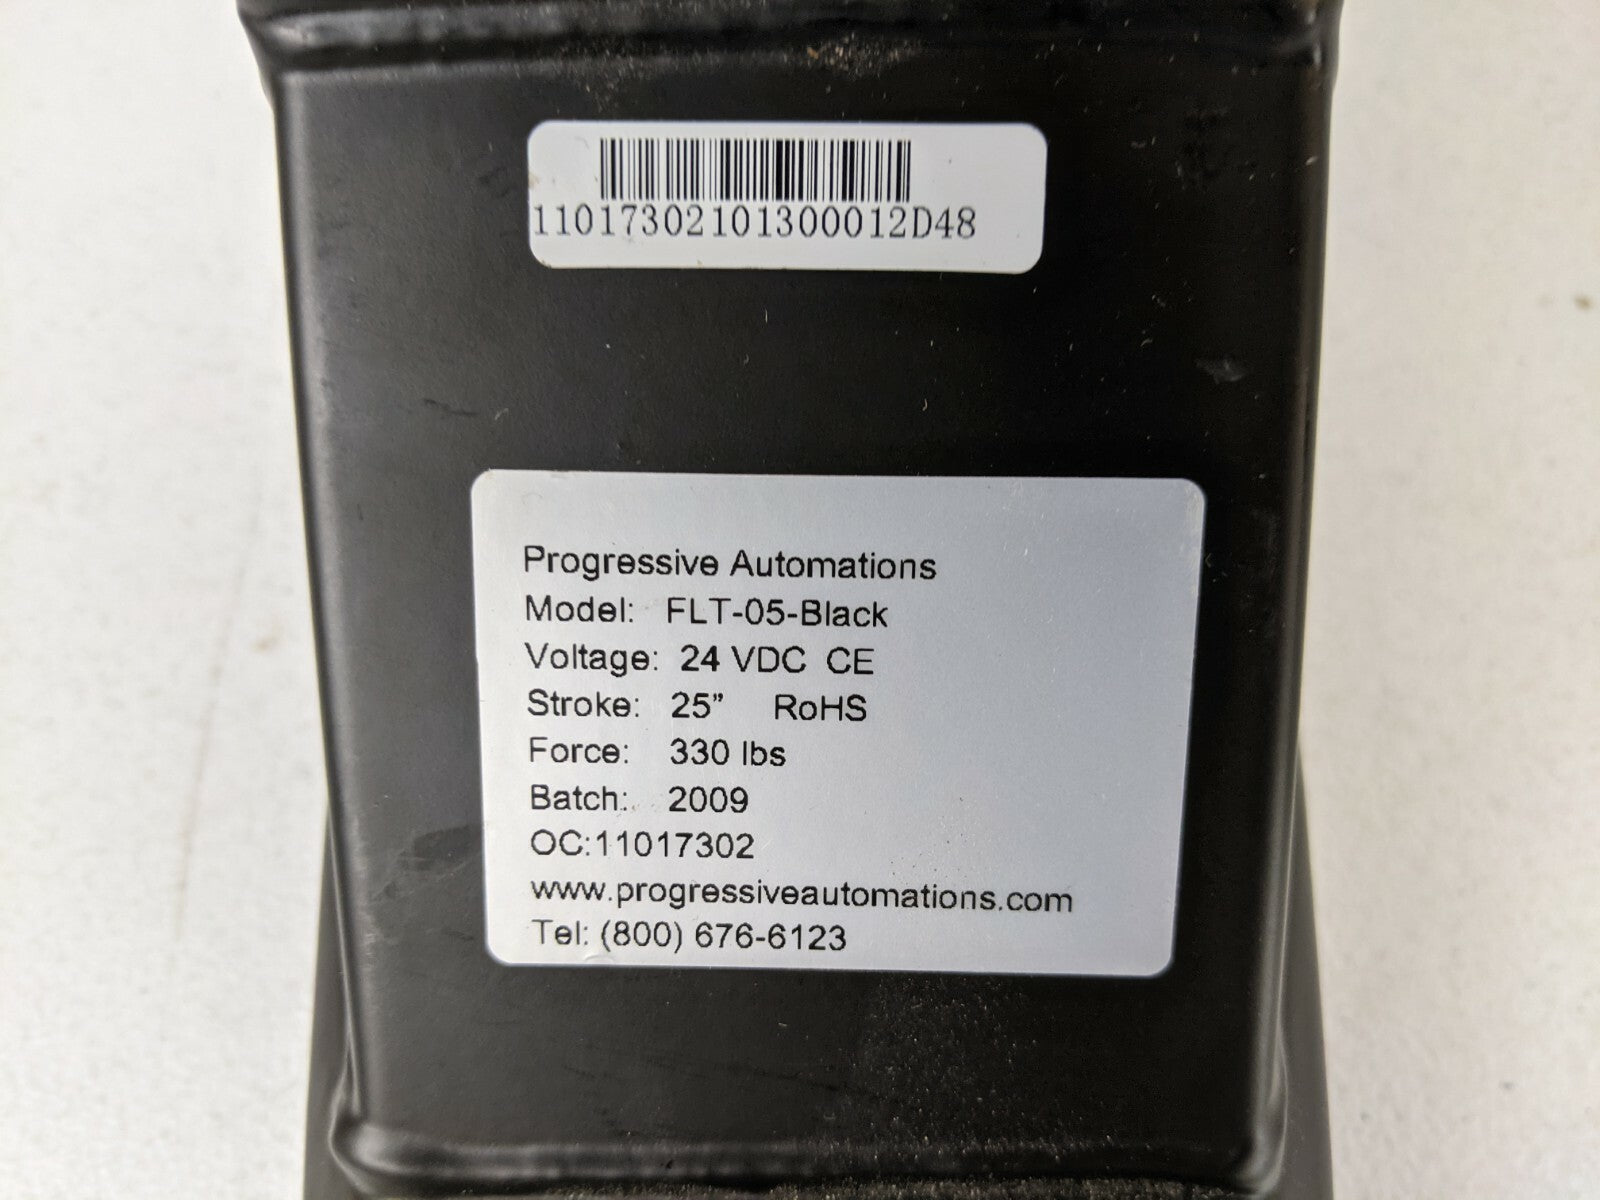 11017302101300012D48
Progressive Automations
Model: FLT-05-Black
Voltage: 24 VDC CE
Stroke: 25” RoHS
Force: 330 lbs
Batch: 2009
OC:11017302
www.progressiveautomations.com
Tel: (800) 676-6123